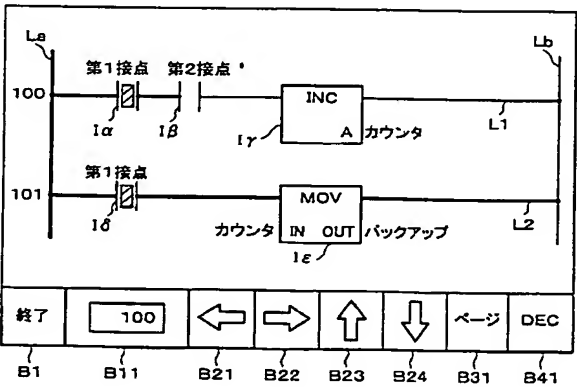 La
Lb
第1接点 第2接点
100
INC
A カウンタ
Iα
Iβ
Iγ
L1
第1接点
101
MOV
カウンタ IN OUT バックアップ
Iδ
Iε
L2
終了 100 ページ DEC
B1 B11 B21 B22 B23 B24 B31 B41